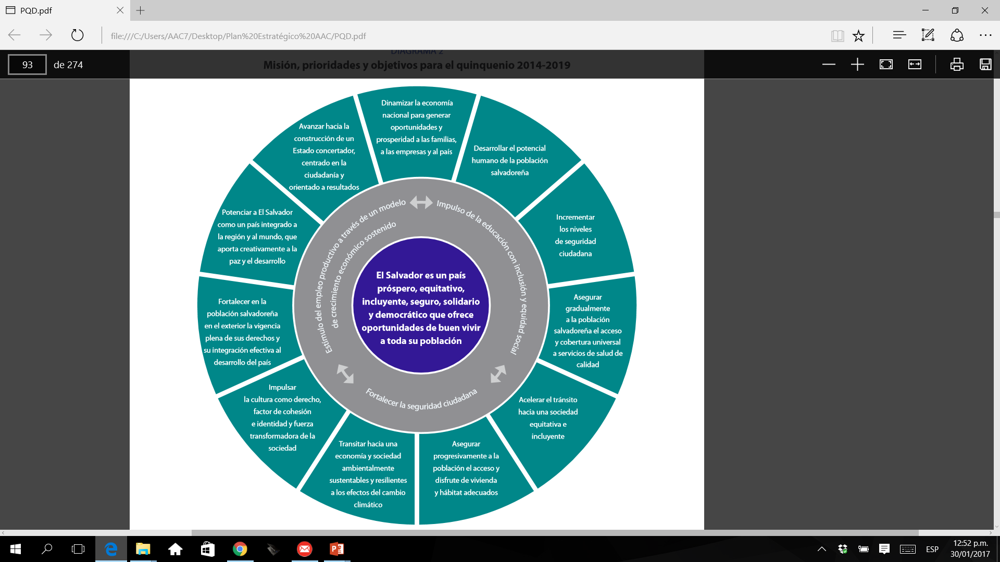 PQD.pdf
file:///C:/Users/AAC7/Desktop/Plan%20Estratégico%20AAC/PQD.pdf
93
de 274
DIAGRAMA 2
Misión, prioridades y objetivos para el quinquenio 2014-2019
Dinamizar la economía
nacional para generar
oportunidades y
prosperidad a las familias,
a las empresas y al país
Desarrollar el potencial
humano de la población
salvadoreña
Incrementar
los niveles
de seguridad
ciudadana
Asegurar
gradualmente
a la población
salvadoreña el acceso
y cobertura universal
a servicios de salud de
calidad
Acelerar el tránsito
hacia una sociedad
equitativa e
incluyente
Asegurar
progresivamente a la
población el acceso y
disfrute de vivienda
y hábitat adecuados
Transitar hacia una
economía y sociedad
ambientalmente
sustentables y resilientes
a los efectos del cambio
climático
Impulsar
la cultura como derecho,
factor de cohesión
e identidad y fuerza
transformadora de la
sociedad
Fortalecer en la
población salvadoreña
en el exterior la vigencia
plena de sus derechos y
su integración efectiva al
desarrollo del país
Potenciar a El Salvador
como un país integrado a
la región y al mundo, que
aporta creativamente a la
paz y el desarrollo
Avanzar hacia la
construcción de un
Estado concertador,
centrado en la
ciudadanía y
orientado a resultados
Estímulo del empleo productivo a través de un modelo
de crecimiento económico sostenido
Impulso de la educación con inclusión y equidad social
Fortalecer la seguridad ciudadana
El Salvador es un país
próspero, equitativo,
incluyente, seguro, solidario
y democrático que ofrece
oportunidades de buen vivir
a toda su población
ESP
12:52 p.m.
30/01/2017